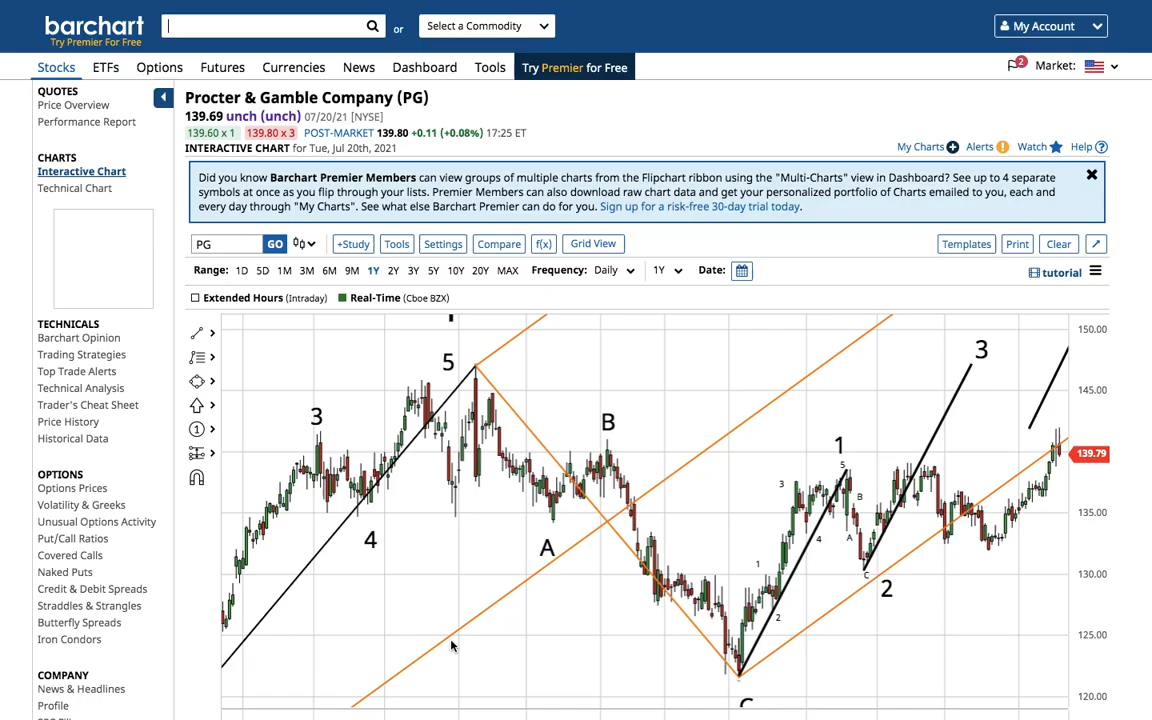 barchart
Try Premier For Free
or
Select a Commodity
My Account
Stocks
ETFs
Options
Futures
Currencies
News
Dashboard
Tools
Try Premier for Free
2
Market:
QUOTES
Price Overview
Performance Report
CHARTS
Interactive Chart
Technical Chart
TECHNICALS
Barchart Opinion
Trading Strategies
Top Trade Alerts
Technical Analysis
Trader's Cheat Sheet
Price History
Historical Data
OPTIONS
Options Prices
Volatility & Greeks
Unusual Options Activity
Put/Call Ratios
Covered Calls
Naked Puts
Credit & Debit Spreads
Straddles & Strangles
Butterfly Spreads
Iron Condors
COMPANY
News & Headlines
Profile
Procter & Gamble Company (PG)
139.69 unch (unch) 07/20/21 [NYSE]
139.60 x 1 139.80 x 3 POST-MARKET 139.80 +0.11 (+0.08%) 17:25 ET
INTERACTIVE CHART for Tue, Jul 20th, 2021
My Charts
Alerts
Watch
Help
Did you know Barchart Premier Members can view groups of multiple charts from the Flipchart ribbon using the "Multi-Charts" view in Dashboard? See up to 4 separate
symbols at once as you flip through your lists. Premier Members can also download raw chart data and get your personalized portfolio of Charts emailed to you, each and
every day through "My Charts". See what else Barchart Premier can do for you. Sign up for a risk-free 30-day trial today.
PG
GO
+Study
Tools
Settings
Compare
f(x)
Grid View
Templates
Print
Clear
Range: 1D 5D 1M 3M 6M 9M 1Y 2Y 3Y 5Y 10Y 20Y MAX Frequency: Daily 1Y Date:
tutorial
Extended Hours (Intraday) Real-Time (Cboe BZX)
150.00
145.00
139.79
135.00
130.00
125.00
120.00
3
4
5
A
B
C
1
2
3
1
2
3
4
5
A
B
C
1